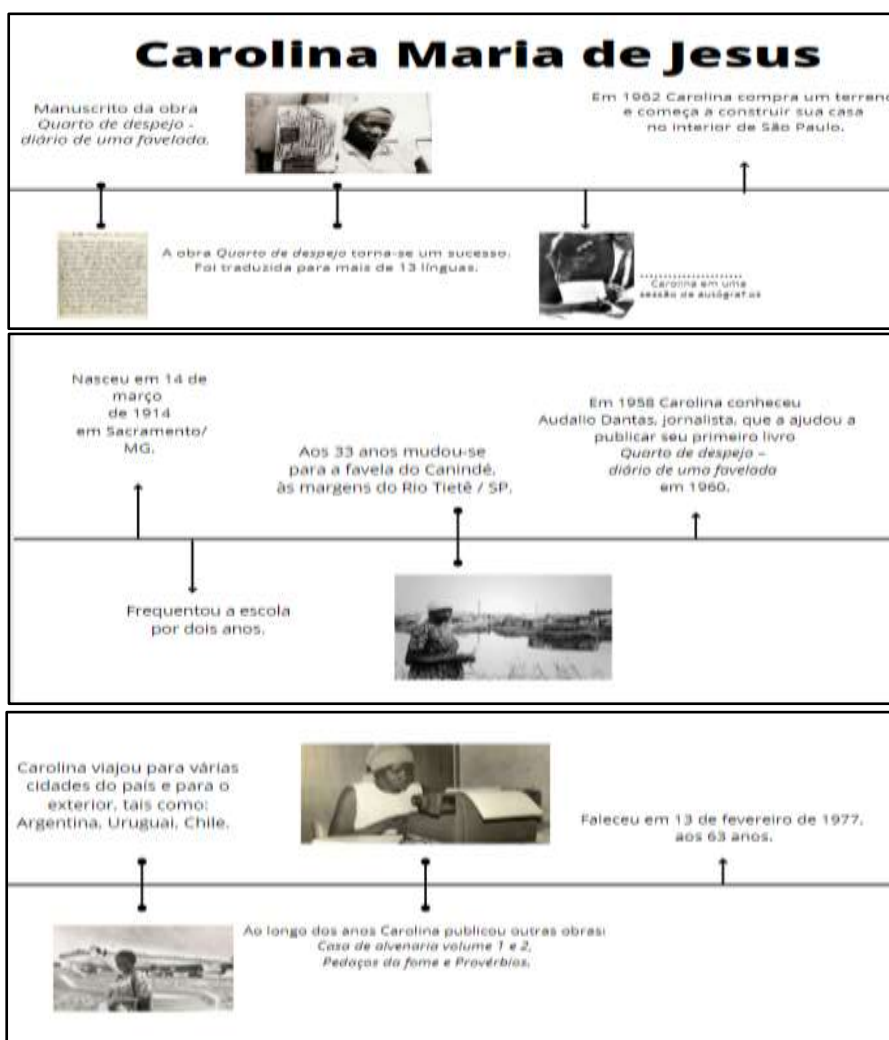 Carolina Maria de Jesus
Manuscrito da obra
Quarto de despejo -
diário de uma favelada.
Em 1962 Carolina compra um terreno
e começa a construir sua casa
no interior de São Paulo.
A obra Quarto de despejo torna-se um sucesso.
Foi traduzida para mais de 13 línguas.
Carolina em uma
sessão de autógrafos
Nasceu em 14 de
março
de 1914
em Sacramento/
MG.
Aos 33 anos mudou-se
para a favela do Canindé,
às margens do Rio Tietê / SP.
Em 1958 Carolina conheceu
Audalio Dantas, jornalista, que a ajudou a
publicar seu primeiro livro
Quarto de despejo –
diário de uma favelada
em 1960.
Frequentou a escola
por dois anos.
Carolina viajou para várias
cidades do país e para o
exterior, tais como:
Argentina, Uruguai, Chile.
Faleceu em 13 de fevereiro de 1977,
aos 63 anos.
Ao longo dos anos Carolina publicou outras obras:
Casa de alvenaria volume 1 e 2,
Pedaços da fome e Provérbios.